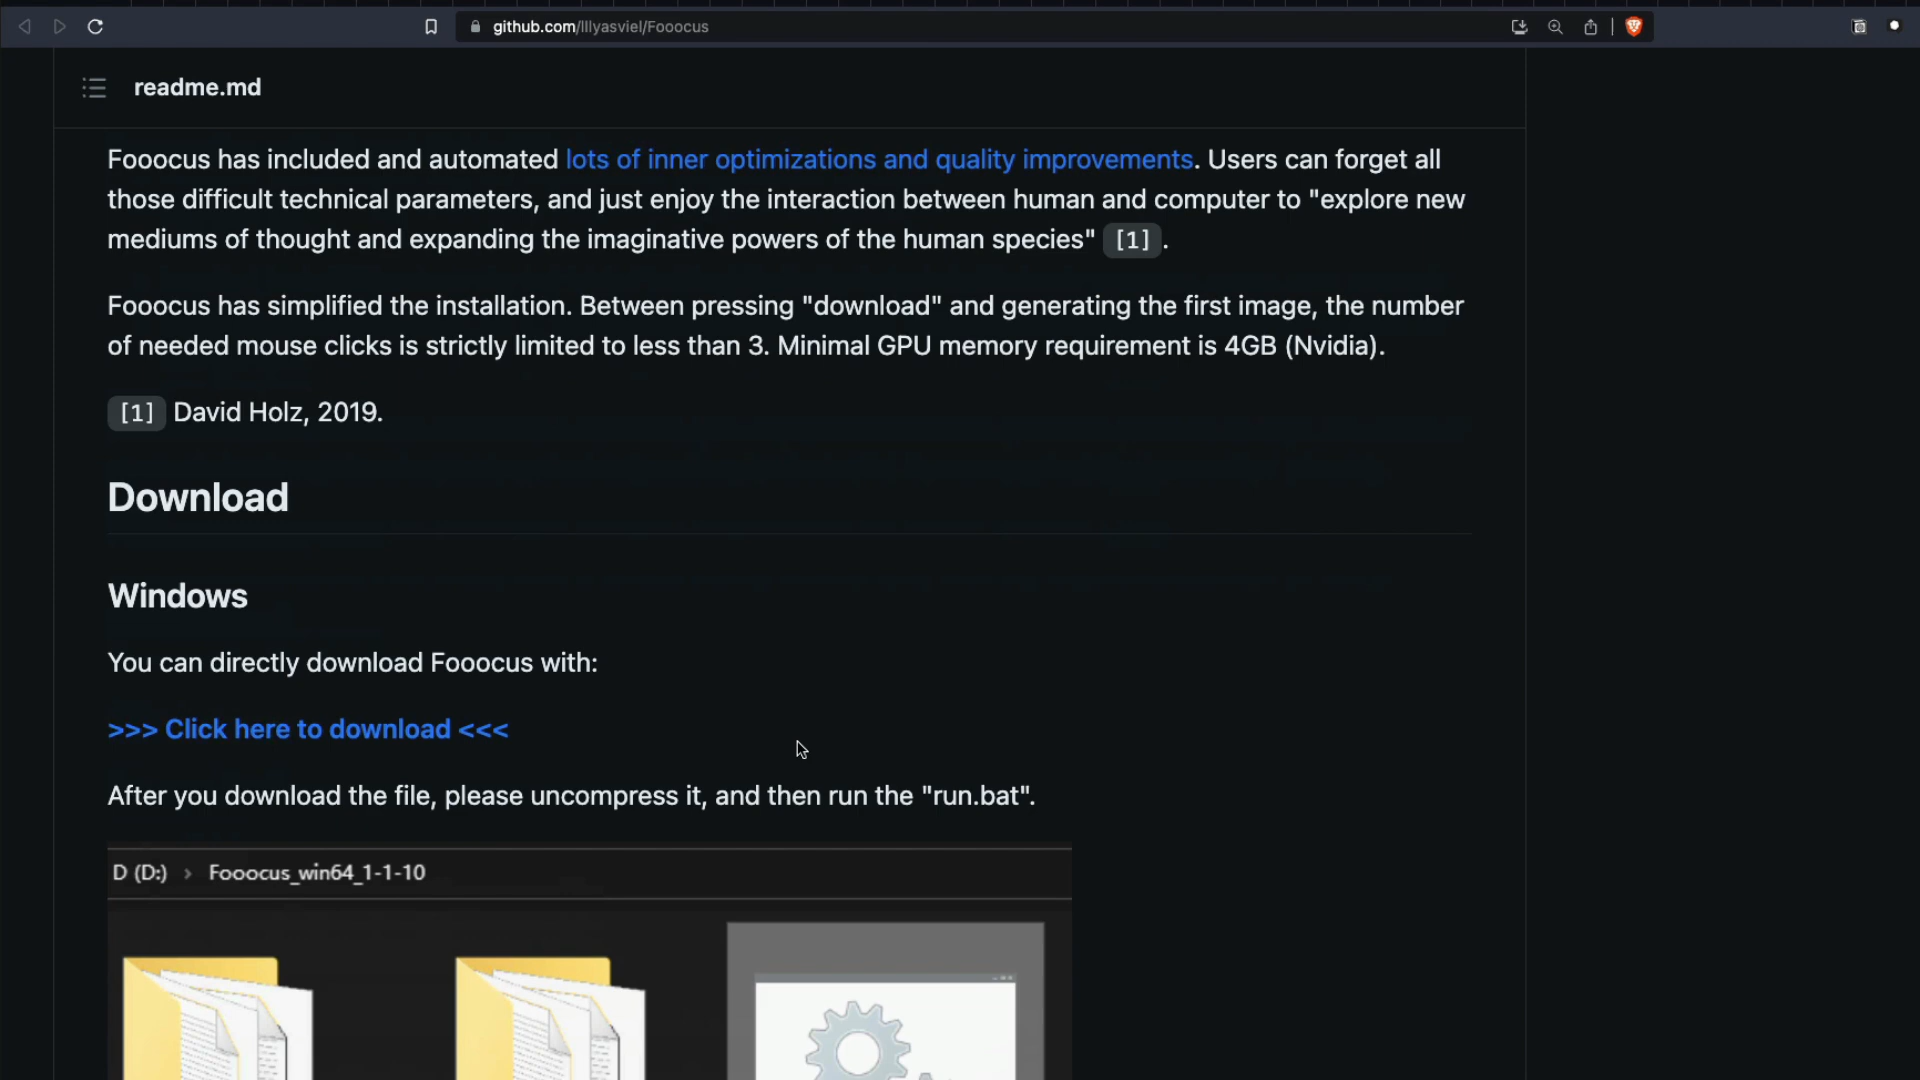 github.com/lllyasviel/Fooocus
readme.md
Fooocus has included and automated lots of inner optimizations and quality improvements. Users can forget all
those difficult technical parameters, and just enjoy the interaction between human and computer to "explore new
mediums of thought and expanding the imaginative powers of the human species" [1] .
Fooocus has simplified the installation. Between pressing "download" and generating the first image, the number
of needed mouse clicks is strictly limited to less than 3. Minimal GPU memory requirement is 4GB (Nvidia).
[1] David Holz, 2019.
Download
Windows
You can directly download Fooocus with:
>>> Click here to download <<<
After you download the file, please uncompress it, and then run the "run.bat".
D (D:) › Fooocus_win64_1-1-10